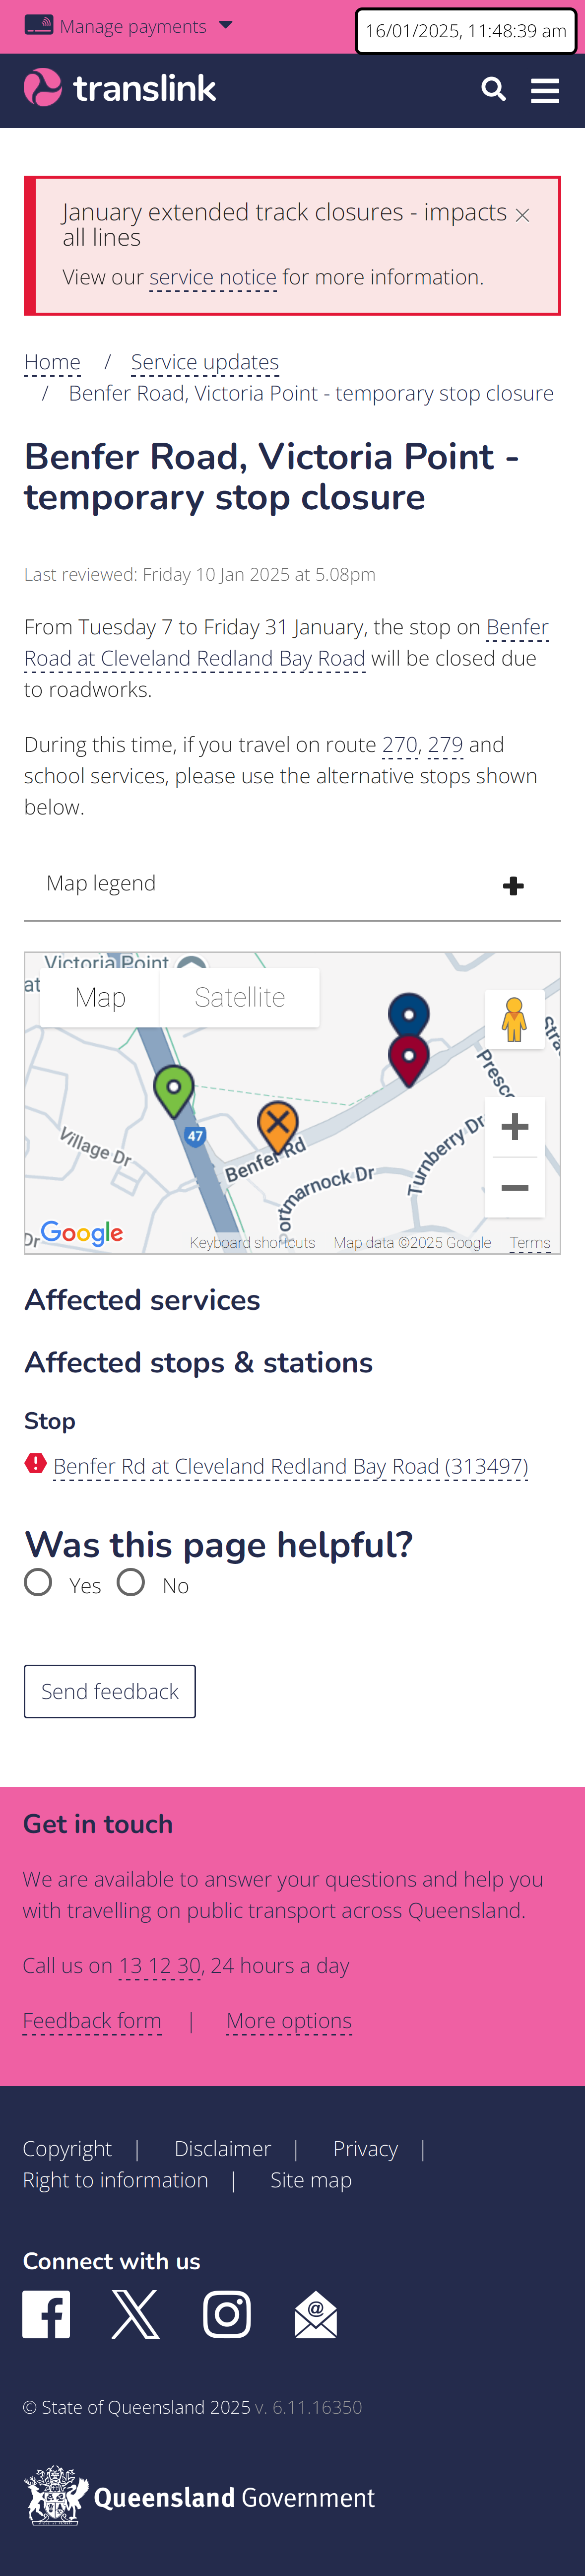 Manage payments
16/01/2025, 11:48:39 am
translink
January extended track closures - impacts
all lines
View our service notice for more information.
Home / Service updates
/ Benfer Road, Victoria Point - temporary stop closure
Benfer Road, Victoria Point -
temporary stop closure
Last reviewed: Friday 10 Jan 2025 at 5.08pm
From Tuesday 7 to Friday 31 January, the stop on Benfer
Road at Cleveland Redland Bay Road will be closed due
to roadworks.
During this time, if you travel on route 270, 279 and
school services, please use the alternative stops shown
below.
Map legend
Victoria Point
at
Map
Satellite
Stra
Presco
47
Village Dr
Benfer Rd
Turnberry Dr
ortmarnock Dr
Dr
Google
Keyboard shortcuts
Map data ©2025 Google
Terms
Affected services
Affected stops & stations
Stop
Benfer Rd at Cleveland Redland Bay Road (313497)
Was this page helpful?
Yes
No
Send feedback
Get in touch
We are available to answer your questions and help you
with travelling on public transport across Queensland.
Call us on 13 12 30, 24 hours a day
Feedback form | More options
Copyright | Disclaimer | Privacy |
Right to information | Site map
Connect with us
© State of Queensland 2025 v. 6.11.16350
Queensland Government